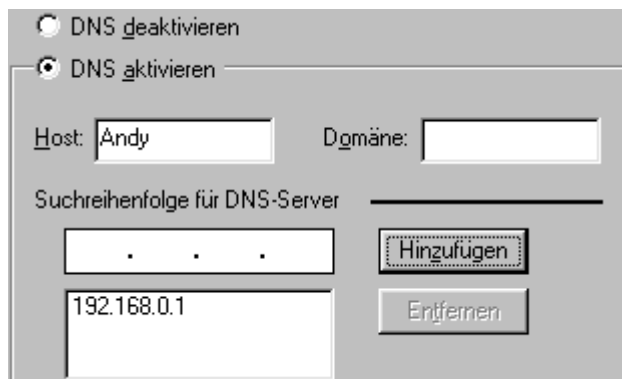 DNS deaktivieren
DNS aktivieren
Host: Andy Domäne:
Suchreihenfolge für DNS-Server
. . . Hinzufügen
192.168.0.1 Entfernen